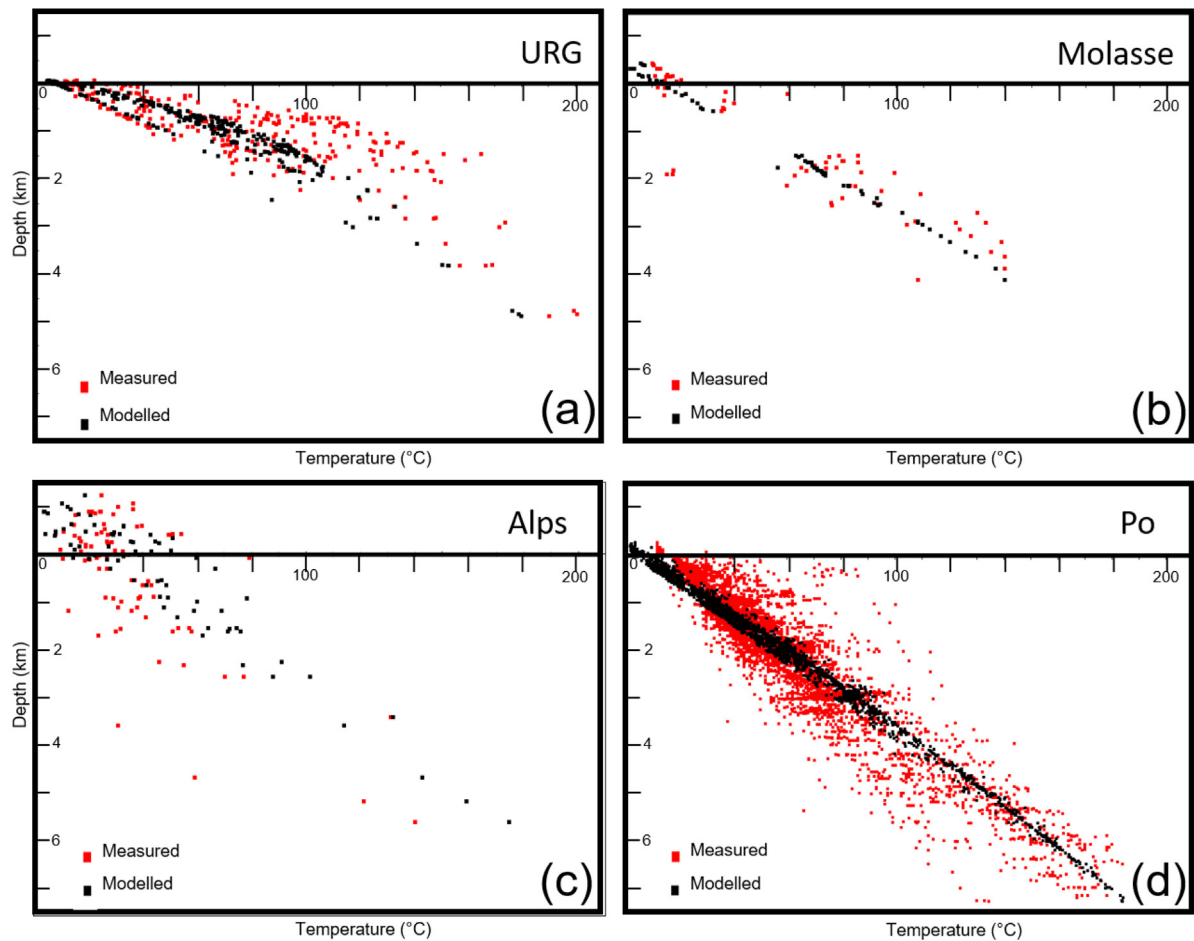 URG
0
100
200
2
4
6
Depth (km)
Measured
Modelled
(a)
Temperature (°C)
Molasse
0
100
200
2
4
6
Measured
Modelled
(b)
Temperature (°C)
Alps
0
100
200
2
4
6
Depth (km)
Measured
Modelled
(c)
Temperature (°C)
Po
0
100
200
2
4
6
Measured
Modelled
(d)
Temperature (°C)